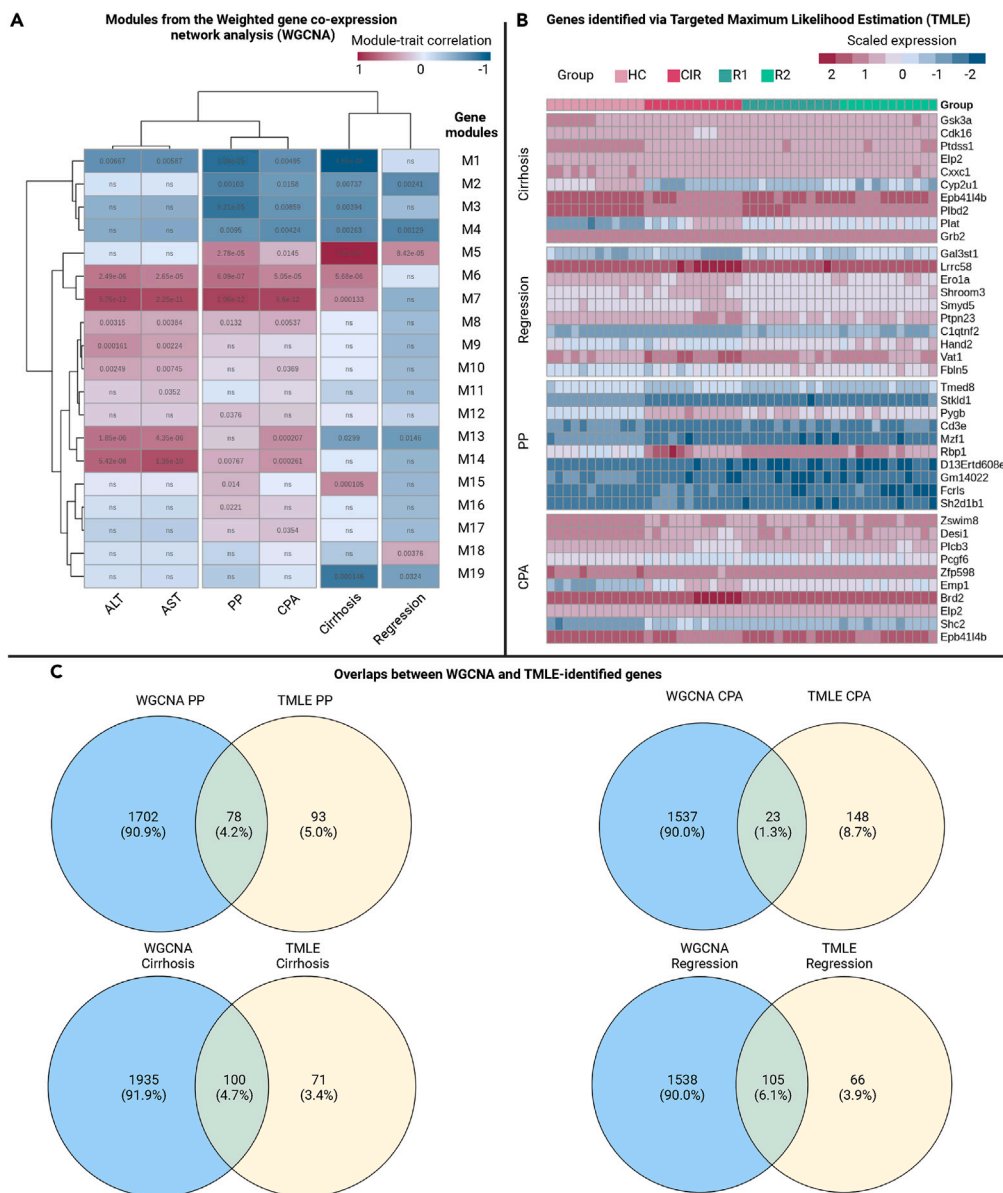 A
Modules from the Weighted gene co-expression
network analysis (WGCNA)
Module-trait correlation
1 0 -1
Gene
modules
0.00667 0.00587 0.00495 ns M1
ns ns 0.00383 0.0158 0.00737 0.00241 M2
ns ns 0.00859 0.00394 ns M3
ns ns 0.0095 0.00424 0.00263 0.00129 M4
ns ns 2.78e-05 0.0145 8.42e-05 M5
2.49e-06 2.65e-05 6.09e-07 5.05e-05 5.68e-06 ns M6
0.000133 ns M7
0.00315 0.00384 0.0132 0.00537 ns ns M8
0.000161 0.00224 ns ns ns ns M9
0.00249 0.00745 ns 0.0369 ns ns M10
ns 0.0352 ns ns ns ns M11
ns ns 0.0376 ns ns ns M12
1.85e-06 4.35e-06 ns 0.000207 0.0299 0.0146 M13
0.00767 0.000261 ns ns M14
ns ns 0.014 ns 0.000105 ns M15
ns ns 0.0221 ns ns ns M16
ns ns ns 0.0354 ns ns M17
ns ns ns ns ns 0.00376 M18
ns ns ns ns 0.0324 M19
ALT AST PP CPA Cirrhosis Regression
B
Genes identified via Targeted Maximum Likelihood Estimation (TMLE)
Scaled expression
Group HC CIR R1 R2
2 1 0 -1 -2
Group
Cirrhosis
Gsk3a
Cdk16
Ptdss1
Elp2
Cxxc1
Cyp2u1
Epb41l4b
Plbd2
Plat
Grb2
Regression
Gal3st1
Lrrc58
Ero1a
Shroom3
Smyd5
Ptpn23
C1qtnf2
Hand2
Vat1
Fbln5
PP
Tmed8
Stkld1
Pygb
Cd3e
Mzf1
Rbp1
D13Ertd608e
Gm14022
Fcrls
Sh2d1b1
CPA
Zswim8
Desi1
Plcb3
Pcgf6
Zfp598
Emp1
Brd2
Elp2
Shc2
Epb41l4b
C
Overlaps between WGCNA and TMLE-identified genes
WGCNA PP TMLE PP
1702 78 93
(90.9%) (4.2%) (5.0%)
WGCNA CPA TMLE CPA
1537 23 148
(90.0%) (1.3%) (8.7%)
WGCNA TMLE
Cirrhosis Cirrhosis
1935 100 71
(91.9%) (4.7%) (3.4%)
WGCNA TMLE
Regression Regression
1538 105 66
(90.0%) (6.1%) (3.9%)